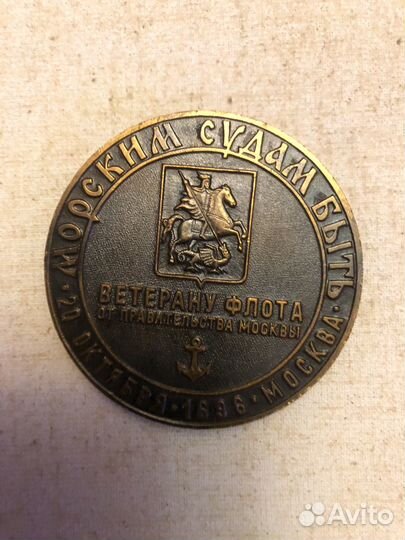 МОРСКИМ СУДАМ БЫТЬ
ВЕТЕРАНУ ФЛОТА
ОТ ПРАВИТЕЛЬСТВА МОСКВЫ
20 ОКТЯБРЯ · 1696 · МОСКВА
Avito